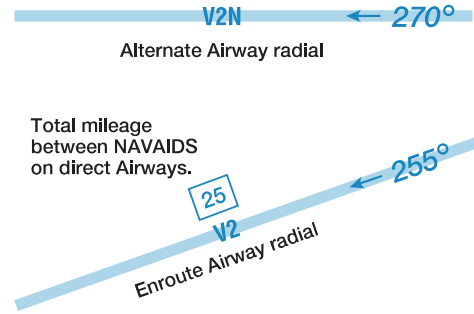 V2N ← 270°
Alternate Airway radial
Total mileage
between NAVAIDS
on direct Airways.
← 255°
25
V2
Enroute Airway radial